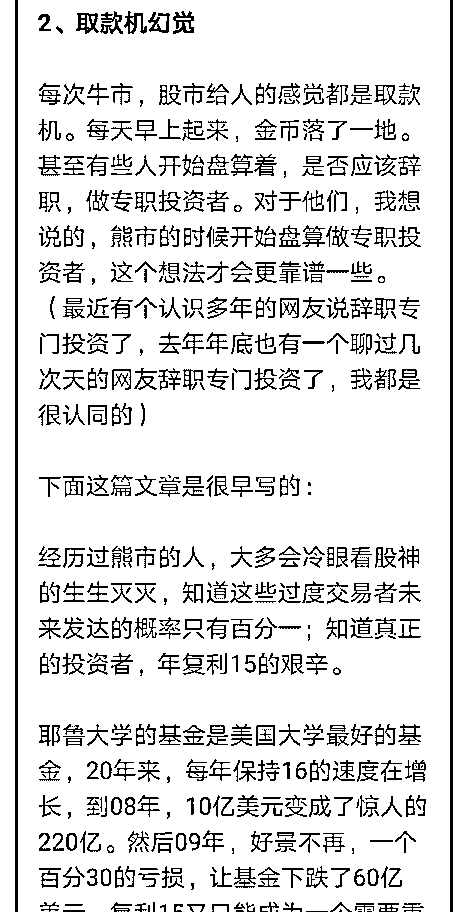 2、取款机幻觉
每次牛市，股市给人的感觉都是取款
机。每天早上起来，金币落了一地。
甚至有些人开始盘算着，是否应该辞
职，做专职投资者。对于他们，我想
说的，熊市的时候开始盘算做专职投
资者，这个想法才会更靠谱一些。
（最近有个认识多年的网友说辞职专
门投资了，去年年底也有一个聊过几
次天的网友辞职专门投资了，我都是
很认同的）
下面这篇文章是很早写的：
经历过熊市的人，大多会冷眼看股神
的生生灭灭，知道这些过度交易者未
来发达的概率只有百分一；知道真正
的投资者，年复利15的艰辛。
耶鲁大学的基金是美国大学最好的基
金，20年来，每年保持16的速度在增
长，到08年，10亿美元变成了惊人的
220亿。然后09年，好景不再，一个
百分30的亏损，让基金下跌了60亿
美元。复利15又只能成为一个需要重